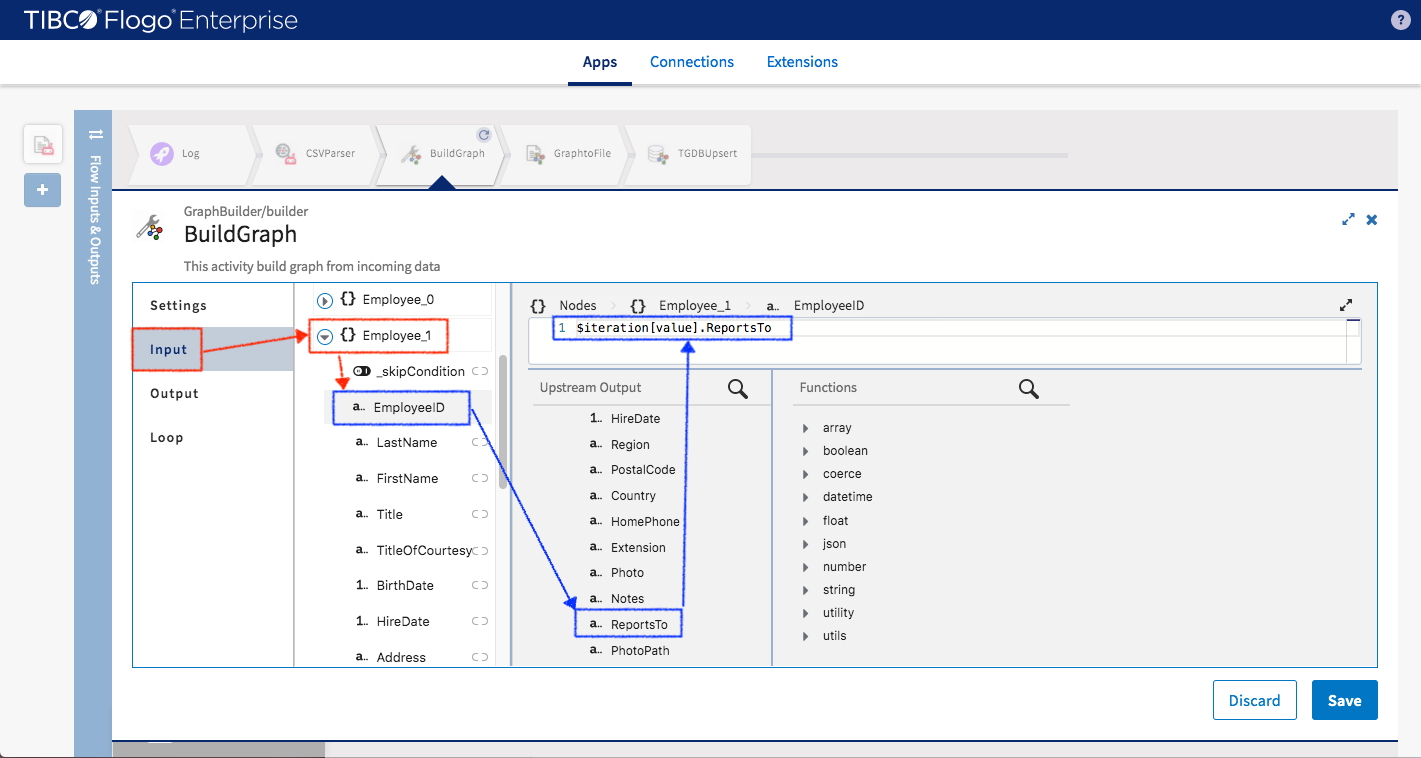 TIBCO® Flogo® Enterprise
?
Apps Connections Extensions
Flow Inputs & Outputs
Log CSVParser BuildGraph GraphtoFile TGDBUpsert
GraphBuilder/builder
BuildGraph
This activity build graph from incoming data
Settings
Input
Output
Loop
{} Employee_0
{} Employee_1
_skipCondition
a.. EmployeeID
a.. LastName
a.. FirstName
a.. Title
a.. TitleOfCourtesy
1.. BirthDate
1.. HireDate
a.. Address
{} Nodes {} Employee_1 a.. EmployeeID
1 $iteration[value].ReportsTo
Upstream Output
1.. HireDate
a.. Region
a.. PostalCode
a.. Country
a.. HomePhone
a.. Extension
a.. Photo
a.. Notes
a.. ReportsTo
a.. PhotoPath
Functions
array
boolean
coerce
datetime
float
json
number
string
utility
utils
Discard Save